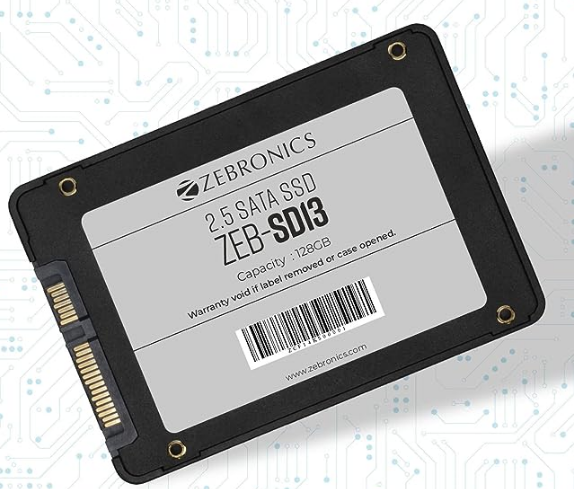 ZEBRONICS
2.5 SATA SSD
ZEB-SD13
Capacity : 128GB
Warranty void if label removed or case opened.
www.zebronics.com